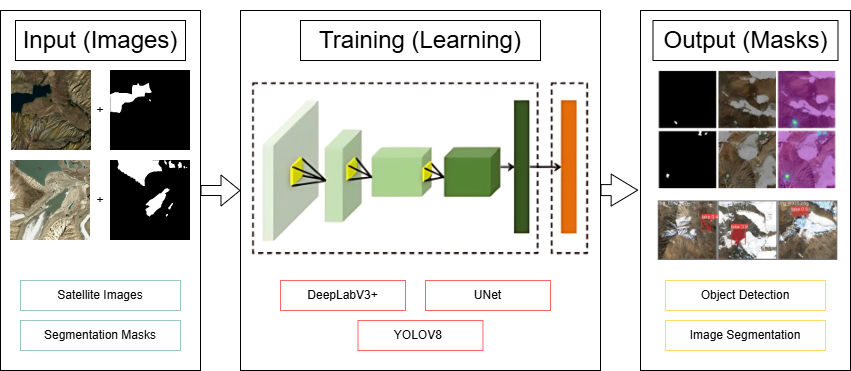 Input (Images)
Training (Learning)
Output (Masks)
+
+
Satellite Images
Segmentation Masks
DeepLabV3+
UNet
YOLOV8
Object Detection
Image Segmentation